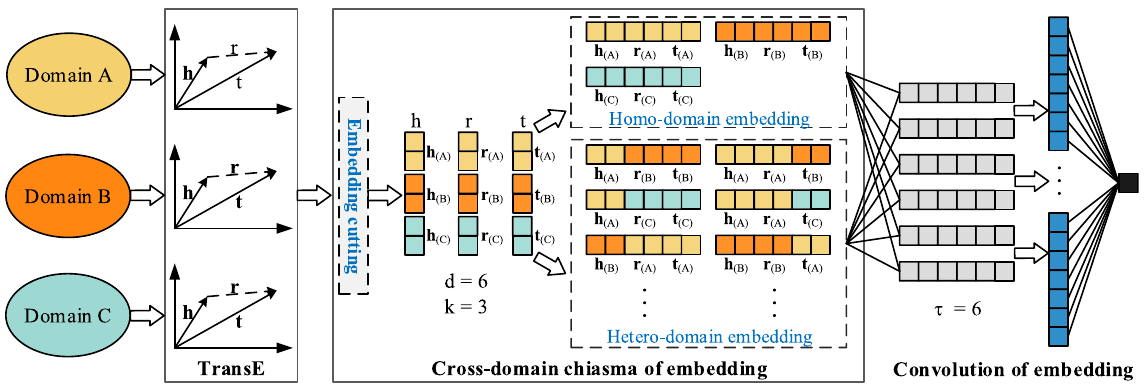 Domain A
h
r
t
Domain B
h
r
t
Domain C
h
r
t
TransE
Embedding cutting
h r t
h(A) r(A) t(A)
h(B) r(B) t(B)
h(C) r(C) t(C)
d = 6
k = 3
h(A) r(A) t(A) h(B) r(B) t(B)
h(C) r(C) t(C)
Homo-domain embedding
h(A) r(B) t(B) h(A) r(A) t(B)
h(A) r(C) t(C) h(A) r(A) t(C)
h(B) r(A) t(A) h(B) r(B) t(A)
Hetero-domain embedding
Cross-domain chiasma of embedding
τ = 6
Convolution of embedding